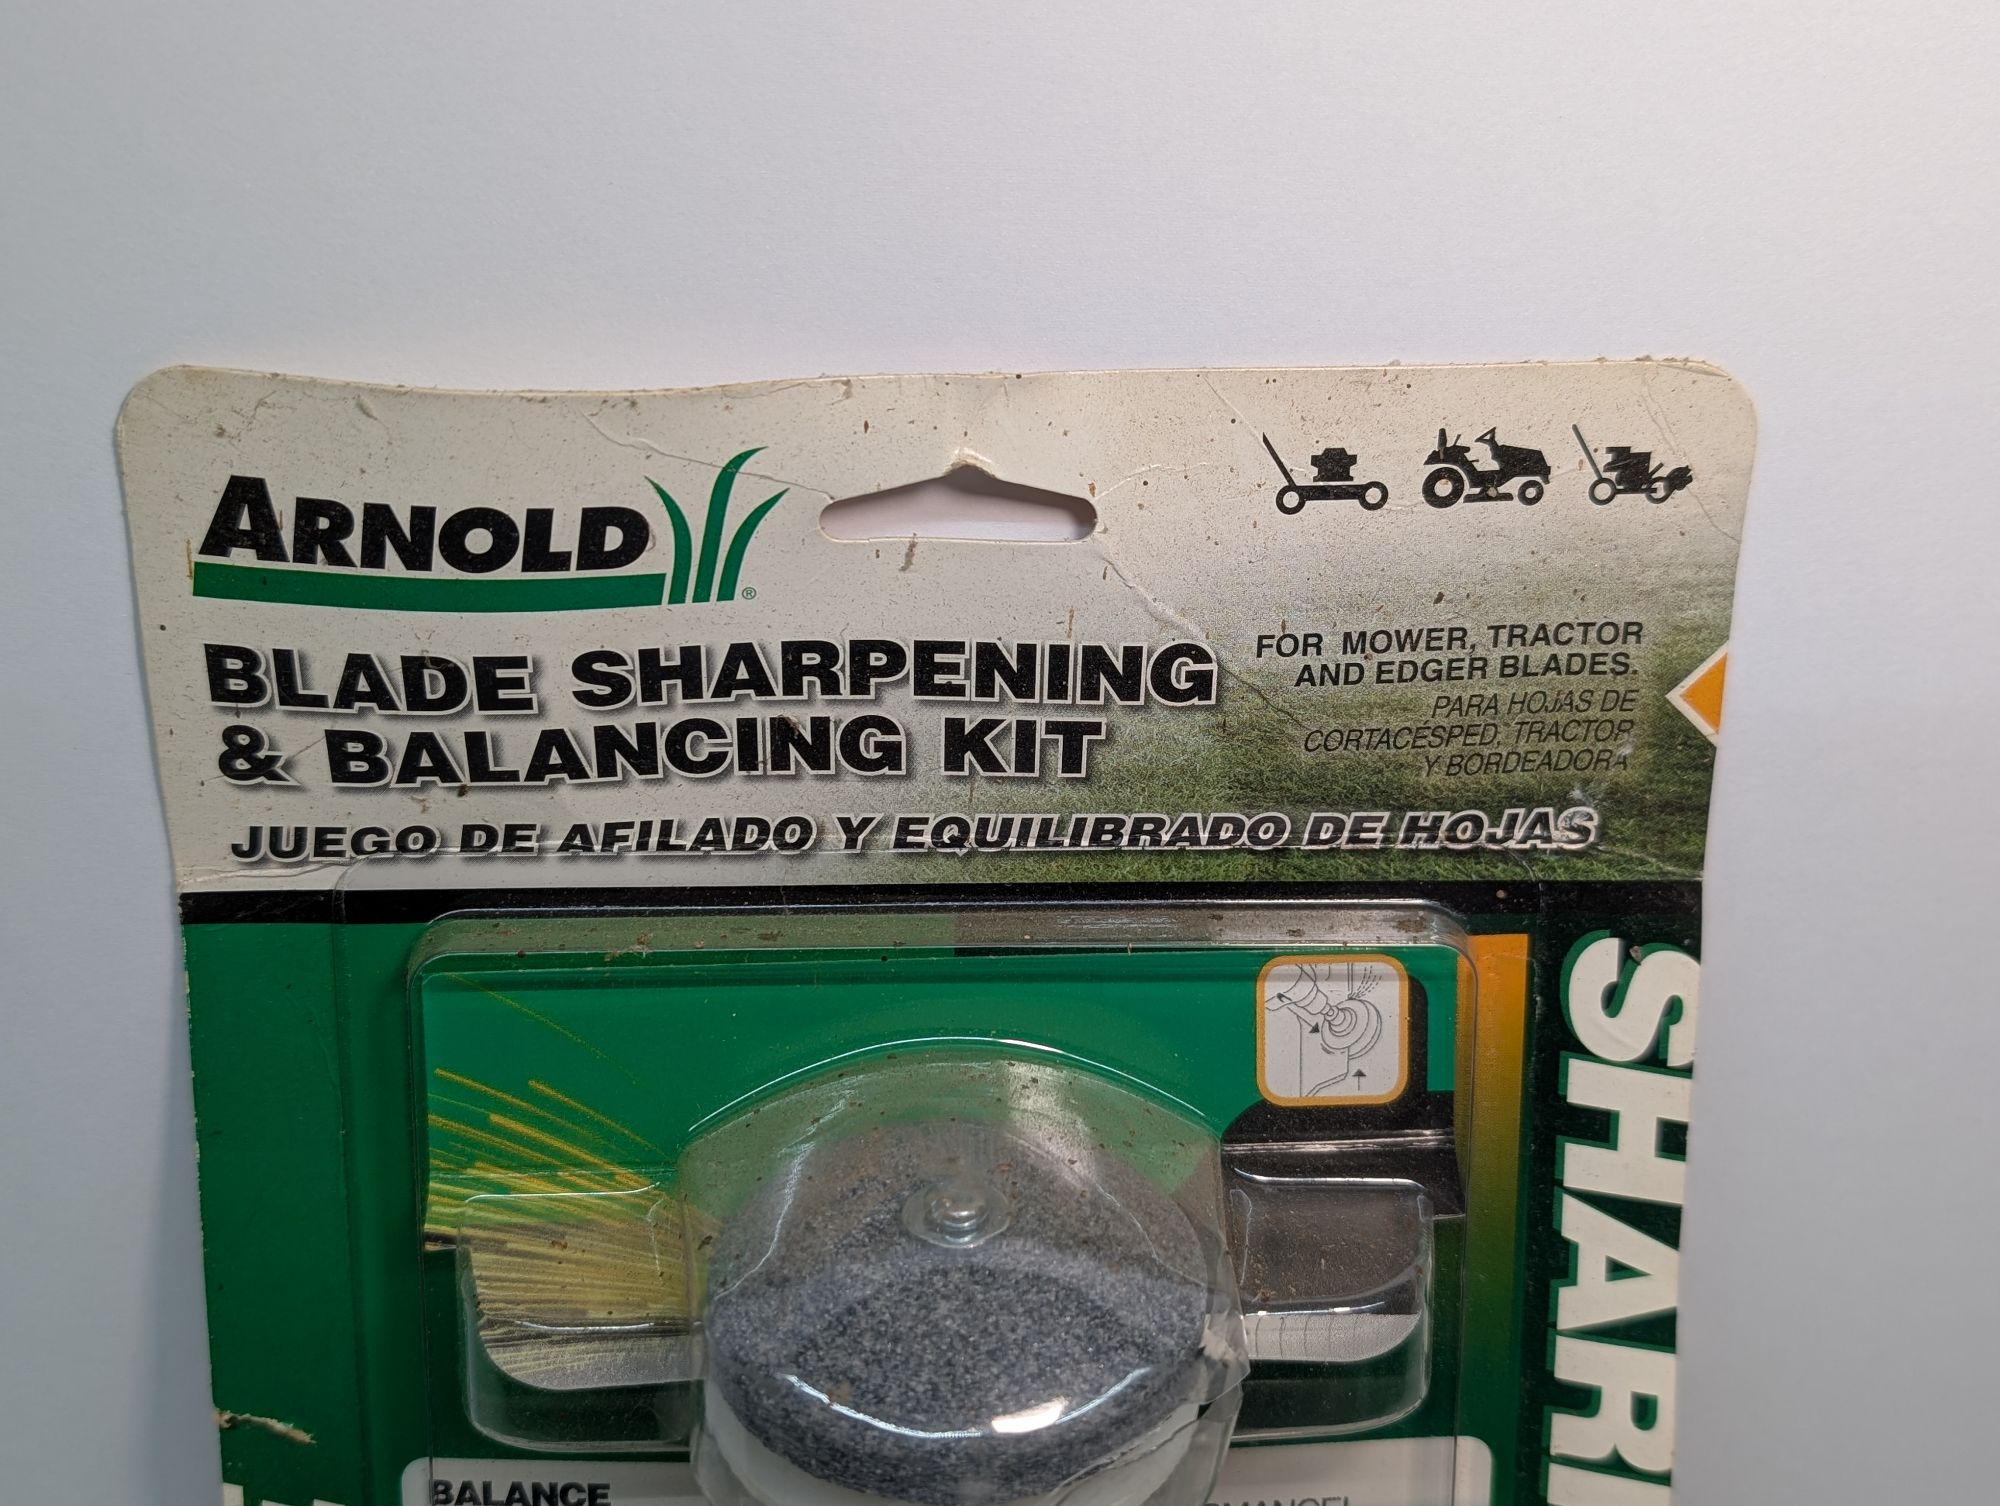 ARNOLD®
BLADE SHARPENING
& BALANCING KIT
JUEGO DE AFILADO Y EQUILIBRADO DE HOJAS
FOR MOWER, TRACTOR
AND EDGER BLADES.
PARA HOJAS DE
CORTACÉSPED, TRACTOR
Y BORDEADORA
BALANCE